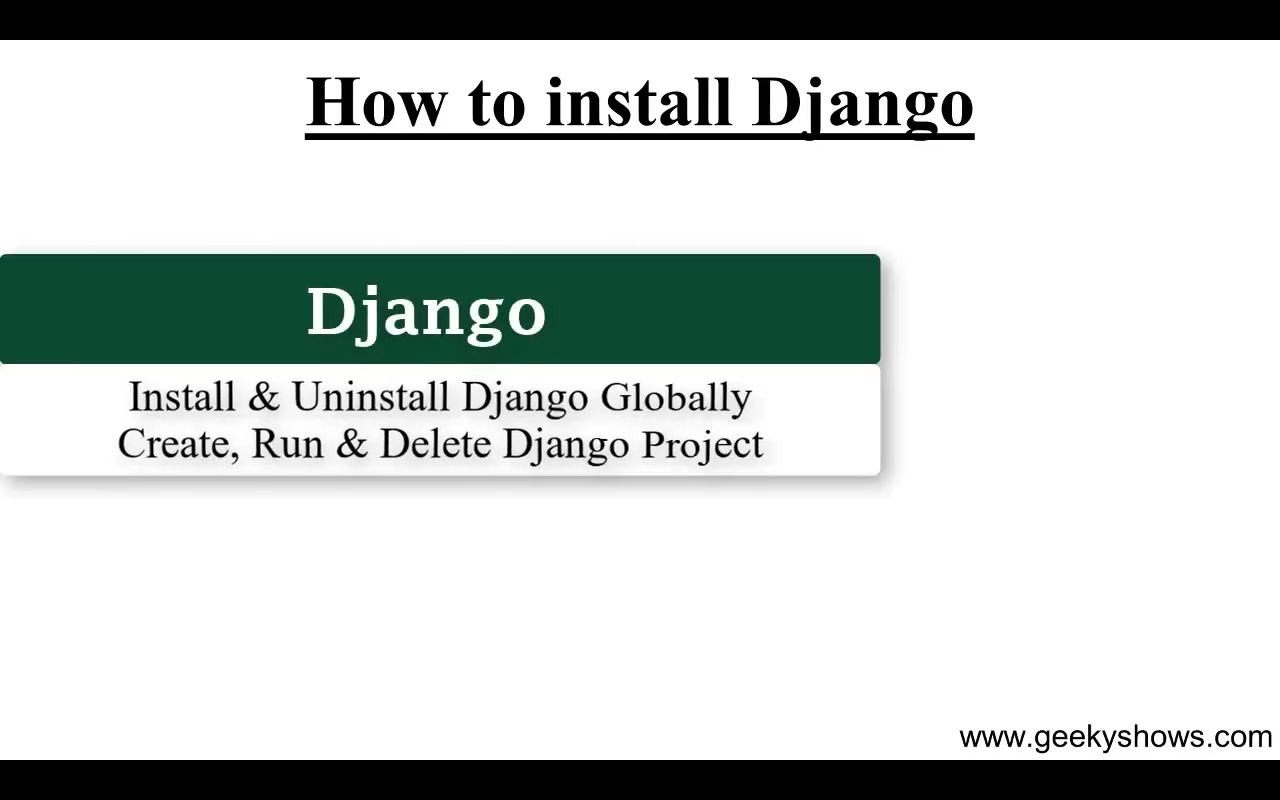 How to install Django
Django
Install & Uninstall Django Globally
Create, Run & Delete Django Project
www.geekyshows.com